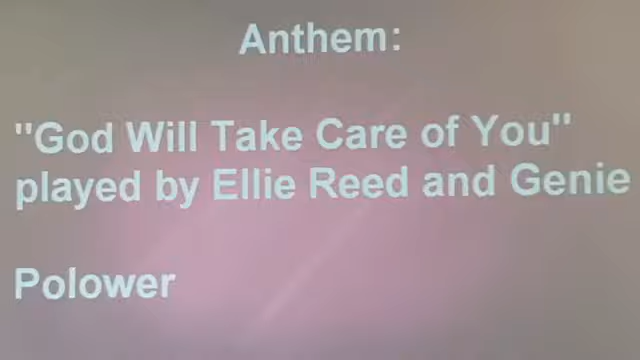 Anthem:
"God Will Take Care of You"
played by Ellie Reed and Genie
Polower